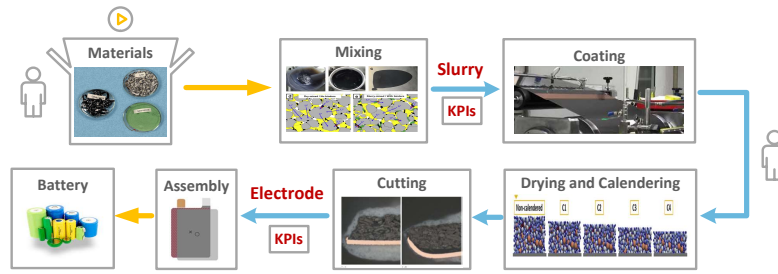 Materials
Mixing
Slurry
KPIs
Coating
Battery
Assembly
Electrode
KPIs
Cutting
Drying and Calendering
Non-calendered
C1
C2
C3
C4